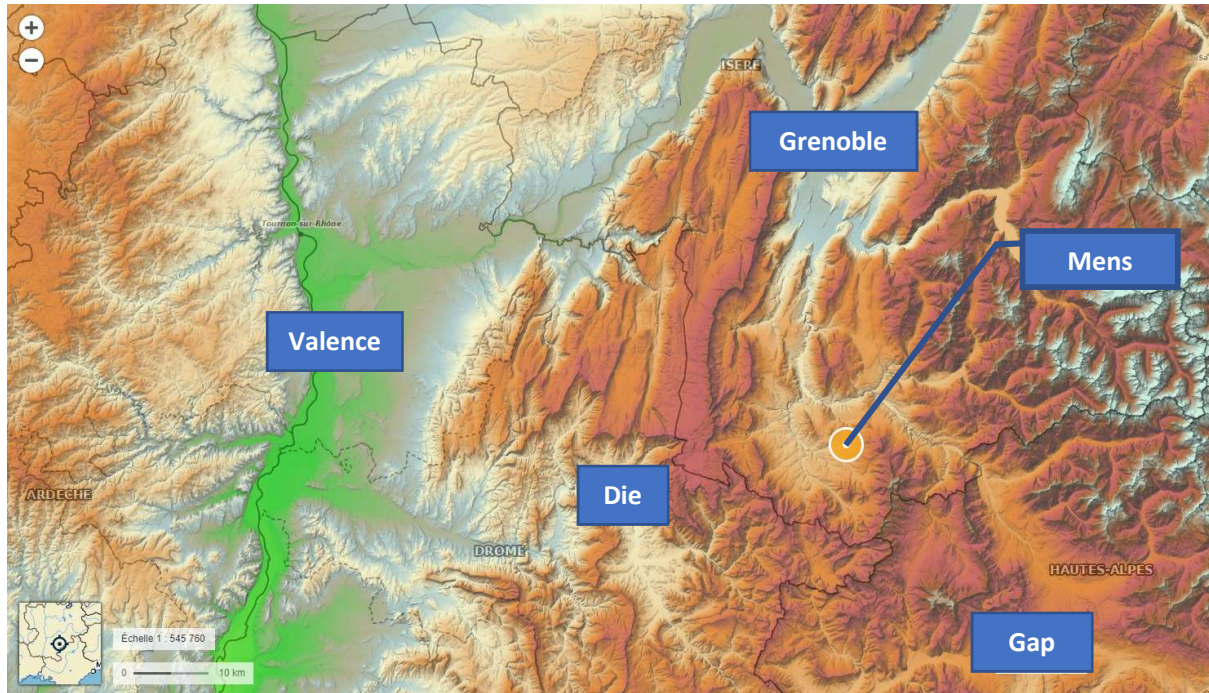 +
−
ISERE
Sa
Grenoble
Tournon-sur-Rhône
Mens
Valence
Die
ARDECHE
DROME
HAUTES-ALPES
Échelle 1 : 545 760
Gap
M
0 10 km